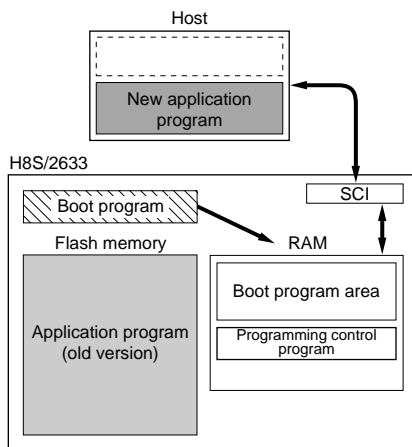 Host
New application
program
H8S/2633
SCI
Boot program
Flash memory
RAM
Application program
(old version)
Boot program area
Programming control
program